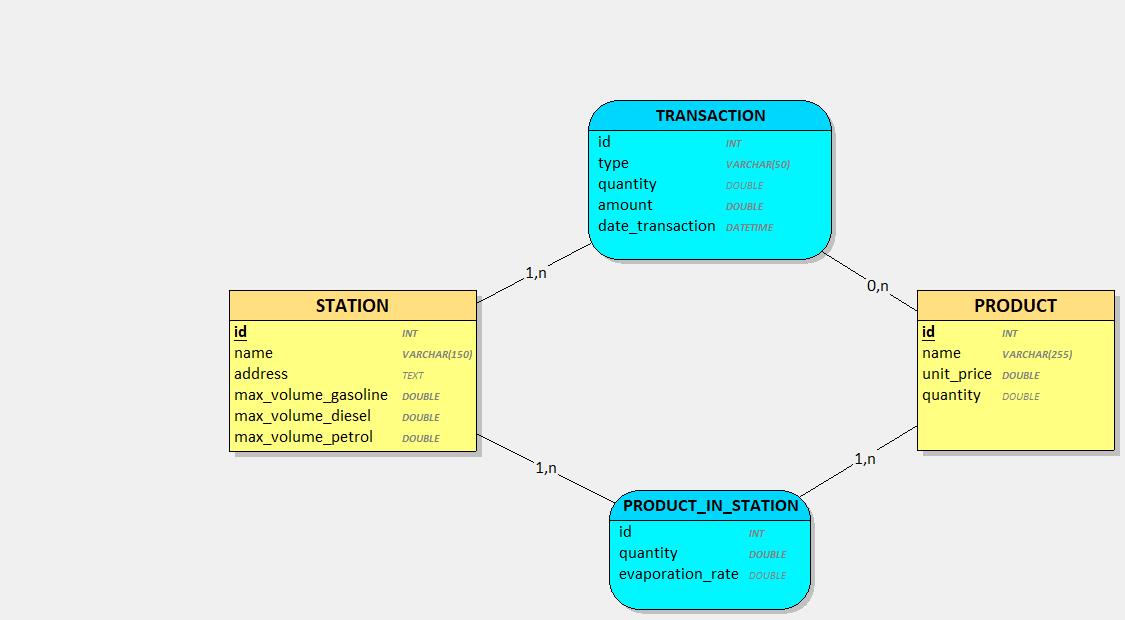 TRANSACTION
id INT
type VARCHAR(50)
quantity DOUBLE
amount DOUBLE
date_transaction DATETIME
1,n
0,n
STATION
id INT
name VARCHAR(150)
address TEXT
max_volume_gasoline DOUBLE
max_volume_diesel DOUBLE
max_volume_petrol DOUBLE
PRODUCT
id INT
name VARCHAR(255)
unit_price DOUBLE
quantity DOUBLE
1,n
1,n
PRODUCT_IN_STATION
id INT
quantity DOUBLE
evaporation_rate DOUBLE